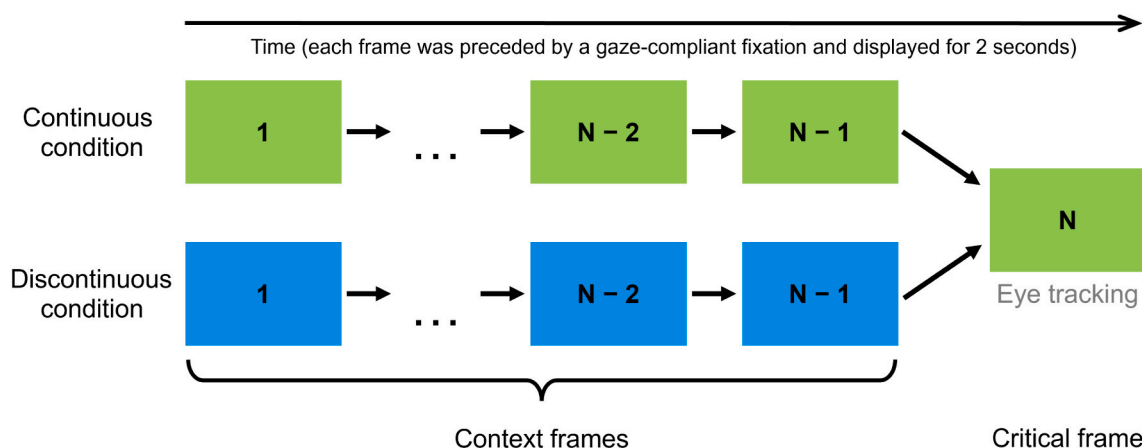 Time (each frame was preceded by a gaze-compliant fixation and displayed for 2 seconds)
Continuous
condition
1
...
N − 2
N − 1
N
Eye tracking
Discontinuous
condition
1
...
N − 2
N − 1
Context frames
Critical frame